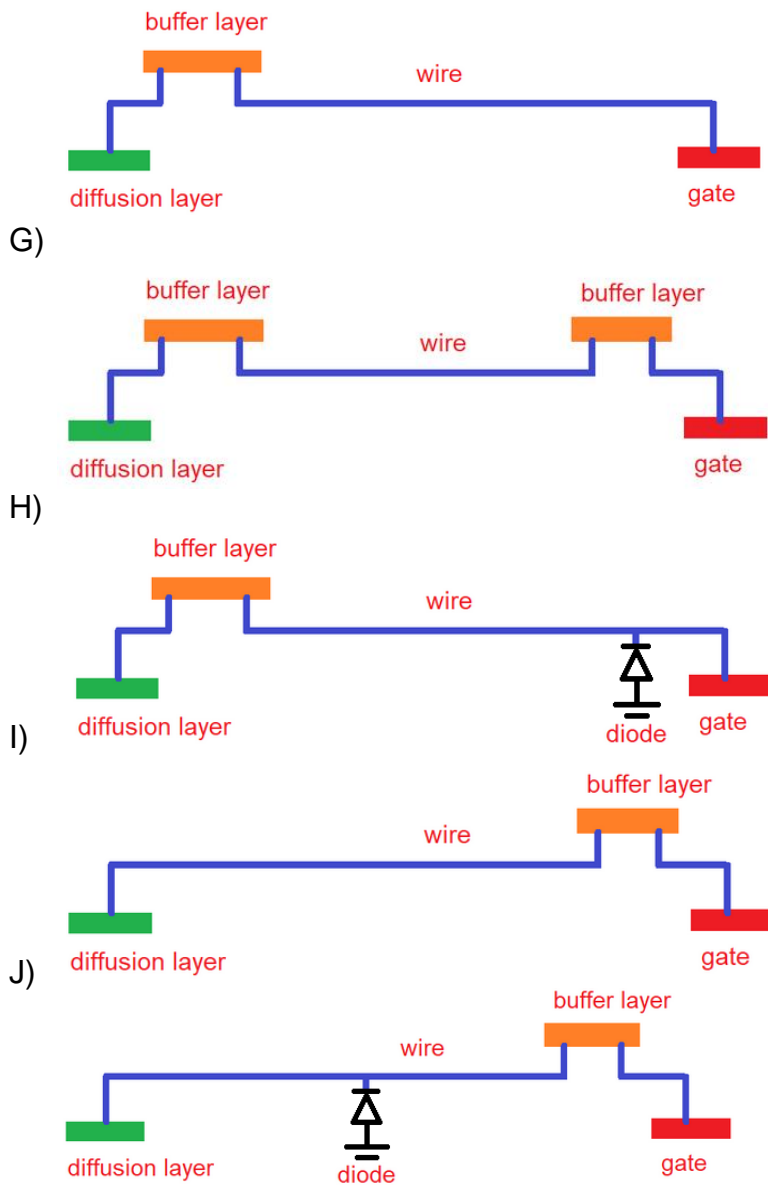 buffer layer
wire
diffusion layer
gate
G)
buffer layer
buffer layer
wire
diffusion layer
gate
H)
buffer layer
wire
diffusion layer
diode
gate
I)
buffer layer
wire
diffusion layer
gate
J)
buffer layer
wire
diffusion layer
diode
gate